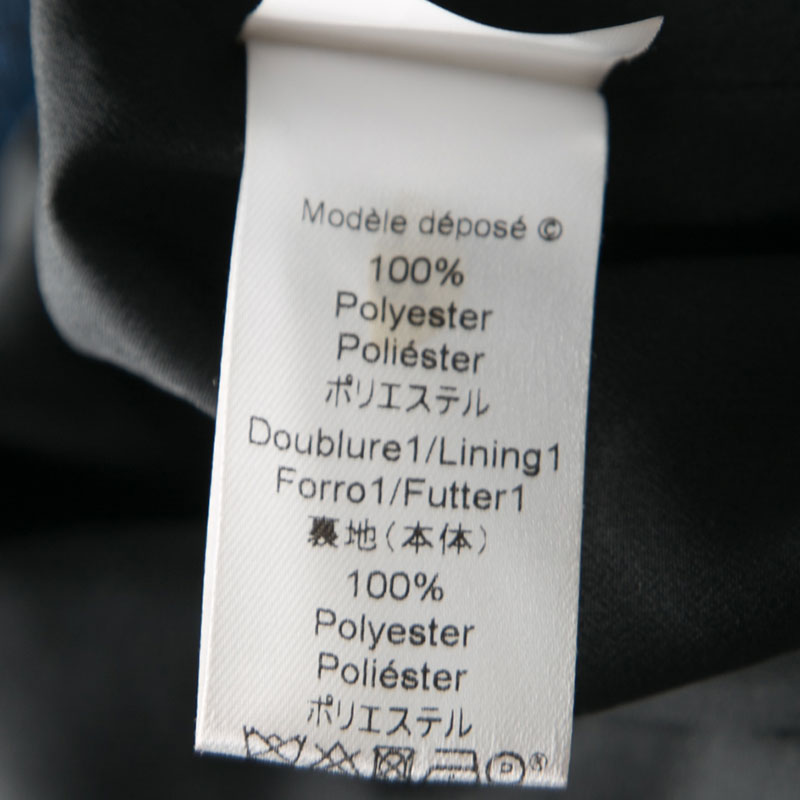 Modèle déposé ©
100%
Polyester
Poliéster
ポリエステル
Doublure1/Lining1
Forro1/Futter1
裏地(本体)
100%
Polyester
Poliéster
ポリエステル
P